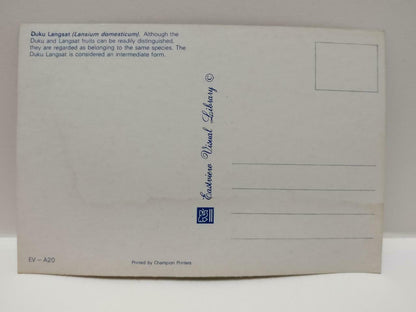 Duku Langsat (Lansium domesticum). Although the
Duku and Langsat fruits can be readily distinguished,
they are regarded as belonging to the same species. The
Duku Langsat is considered an intermediate form.
Eastview Visual Library ©
EV – A20
Printed by Champion Printers